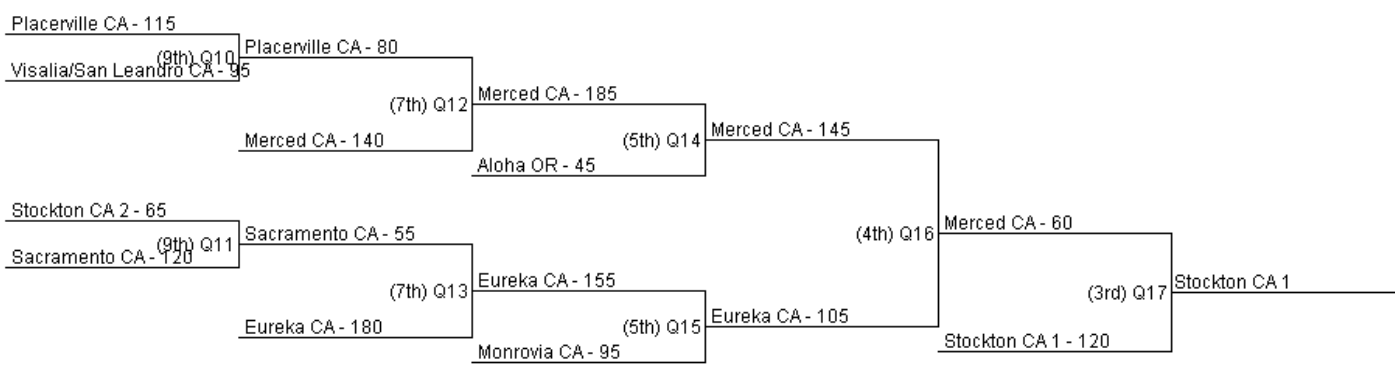 Placerville CA - 115
(9th) Q10
Visalia/San Leandro CA - 95
Placerville CA - 80
(7th) Q12
Merced CA - 140
Merced CA - 185
(5th) Q14
Aloha OR - 45
Merced CA - 145
Stockton CA 2 - 65
(9th) Q11
Sacramento CA - 120
Sacramento CA - 55
(7th) Q13
Eureka CA - 180
Eureka CA - 155
(5th) Q15
Monrovia CA - 95
Eureka CA - 105
(4th) Q16
Merced CA - 60
(3rd) Q17
Stockton CA 1 - 120
Stockton CA 1